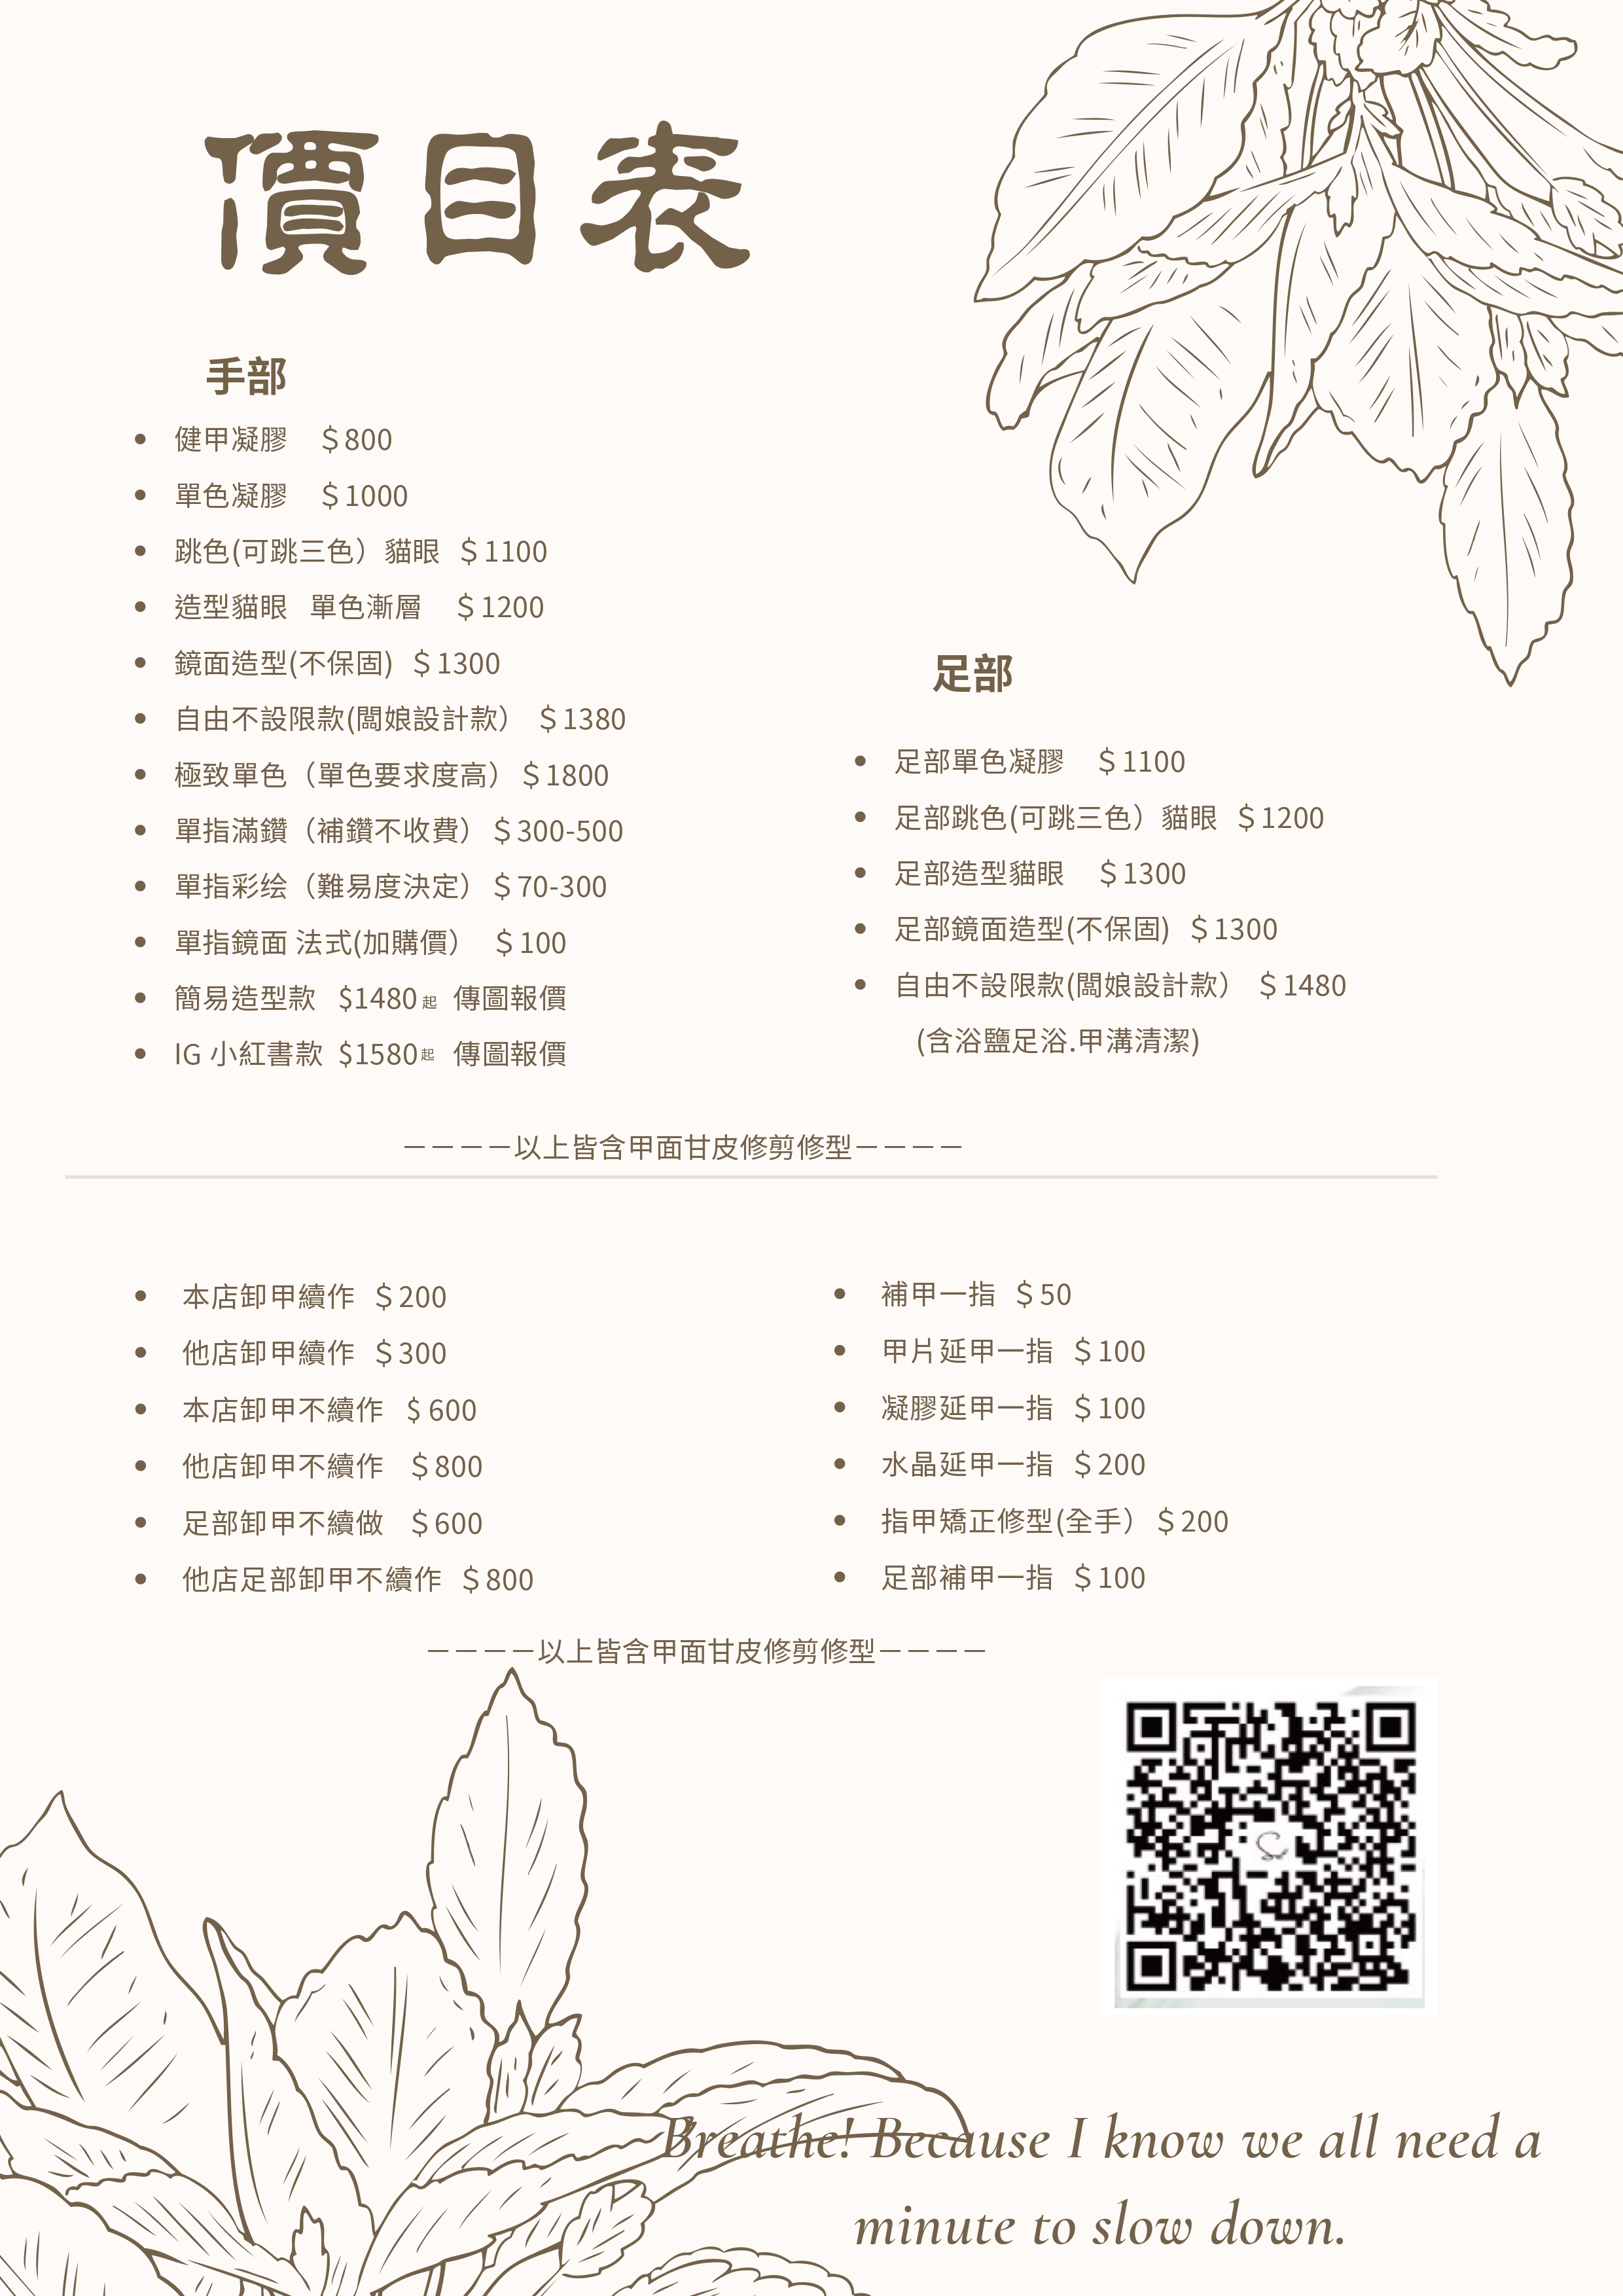 價目表
手部
健甲凝膠 $800
單色凝膠 $1000
跳色(可跳三色）貓眼 $1100
造型貓眼 單色漸層 $1200
鏡面造型(不保固) $1300
自由不設限款(闆娘設計款） $1380
極致單色（單色要求度高）$1800
單指滿鑽（補鑽不收費）$300-500
單指彩绘（難易度決定）$70-300
單指鏡面 法式(加購價） $100
簡易造型款 $1480起 傳圖報價
IG 小紅書款 $1580起 傳圖報價
足部
足部單色凝膠 $1100
足部跳色(可跳三色）貓眼 $1200
足部造型貓眼 $1300
足部鏡面造型(不保固) $1300
自由不設限款(闆娘設計款） $1480
(含浴鹽足浴.甲溝清潔)
－－－－以上皆含甲面甘皮修剪修型－－－－
本店卸甲續作 $200
他店卸甲續作 $300
本店卸甲不續作 $ 600
他店卸甲不續作 $800
足部卸甲不續做 $600
他店足部卸甲不續作 $800
補甲一指 $50
甲片延甲一指 $100
凝膠延甲一指 $100
水晶延甲一指 $200
指甲矯正修型(全手）$200
足部補甲一指 $100
－－－－以上皆含甲面甘皮修剪修型－－－－
Breathe! Because I know we all need a
minute to slow down.